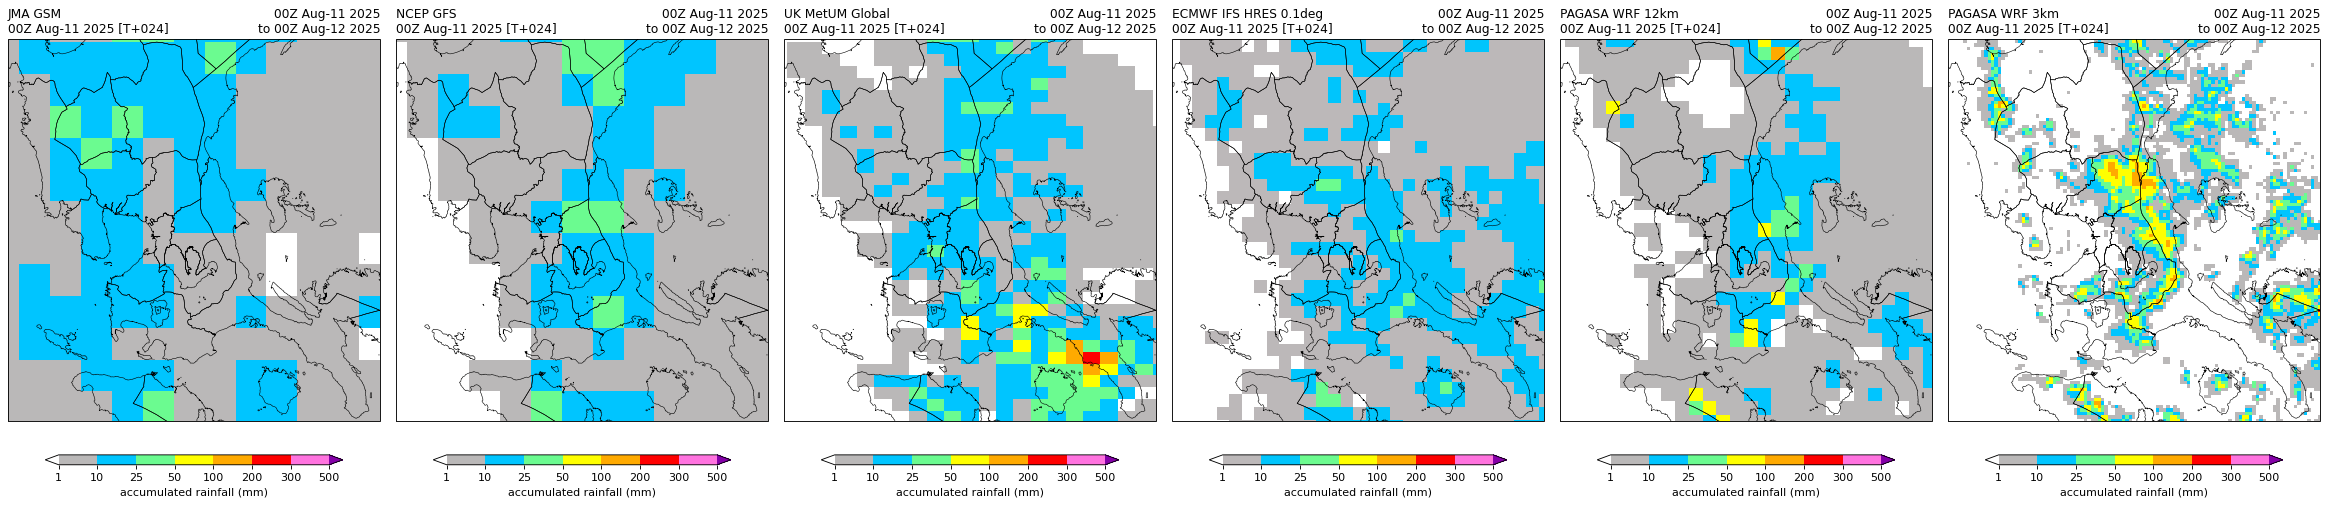 JMA GSM 00Z Aug-11 2025
00Z Aug-11 2025 [T+024] to 00Z Aug-12 2025
1 10 25 50 100 200 300 500
accumulated rainfall (mm)
NCEP GFS 00Z Aug-11 2025
00Z Aug-11 2025 [T+024] to 00Z Aug-12 2025
1 10 25 50 100 200 300 500
accumulated rainfall (mm)
UK MetUM Global 00Z Aug-11 2025
00Z Aug-11 2025 [T+024] to 00Z Aug-12 2025
1 10 25 50 100 200 300 500
accumulated rainfall (mm)
ECMWF IFS HRES 0.1deg 00Z Aug-11 2025
00Z Aug-11 2025 [T+024] to 00Z Aug-12 2025
1 10 25 50 100 200 300 500
accumulated rainfall (mm)
PAGASA WRF 12km 00Z Aug-11 2025
00Z Aug-11 2025 [T+024] to 00Z Aug-12 2025
1 10 25 50 100 200 300 500
accumulated rainfall (mm)
PAGASA WRF 3km 00Z Aug-11 2025
00Z Aug-11 2025 [T+024] to 00Z Aug-12 2025
1 10 25 50 100 200 300 500
accumulated rainfall (mm)